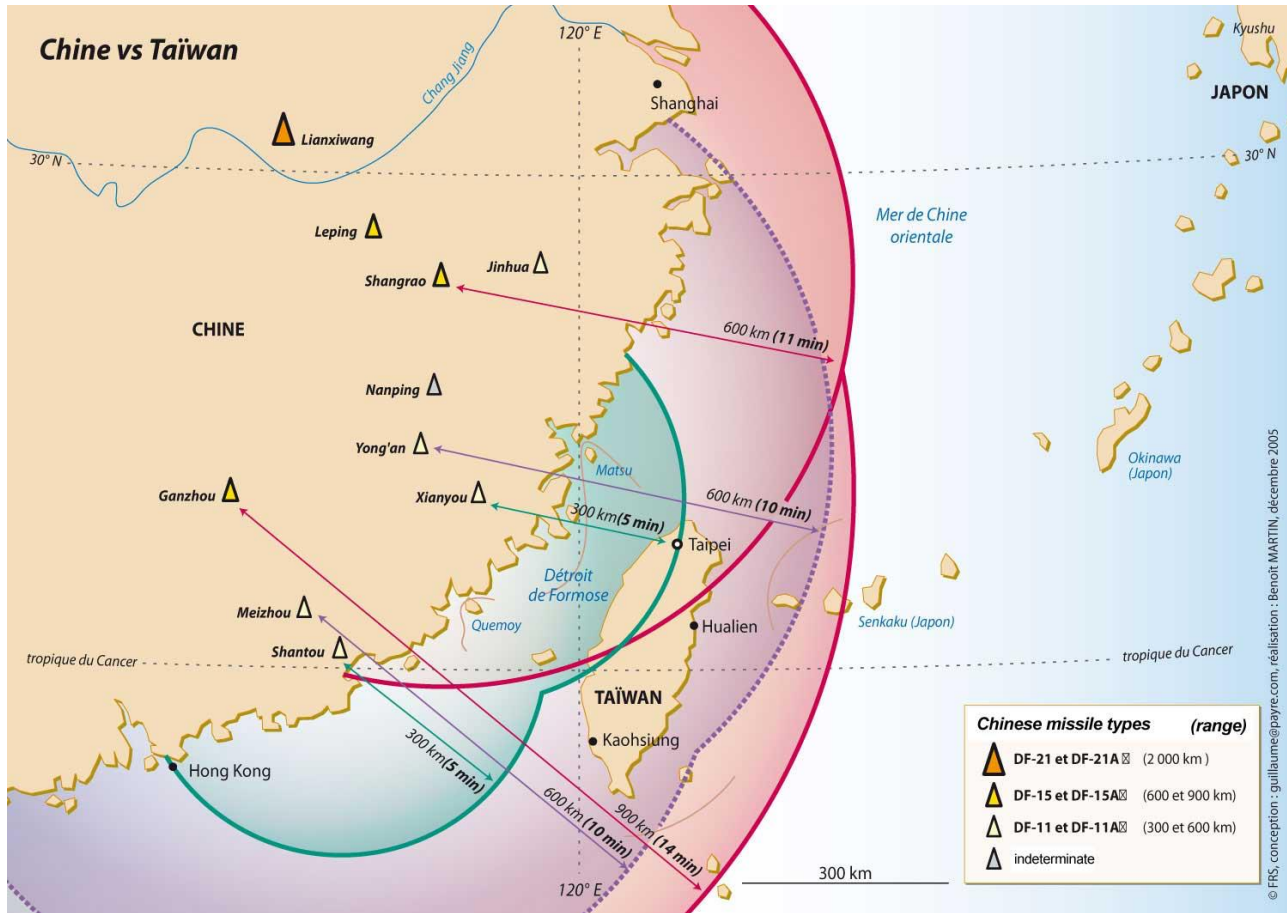 Chine vs Taïwan
120° E
Kyushu
JAPON
Chang Jiang
Shanghai
Lianxiwang
30° N
30° N
Leping
Mer de Chine
orientale
Jinhua
Shangrao
600 km (11 min)
CHINE
Nanping
Yong'an
Matsu
Okinawa
(Japon)
Ganzhou
Xianyou
300 km(5 min)
600 km (10 min)
Taipei
Détroit
de Formose
Meizhou
Quemoy
Hualien
Senkaku (Japon)
Shantou
tropique du Cancer
tropique du Cancer
TAÏWAN
Kaohsiung
300 km(5 min)
Hong Kong
600 km (10 min)
900 km (14 min)
120° E
300 km
Chinese missile types (range)
DF-21 et DF-21A (2 000 km )
DF-15 et DF-15A (600 et 900 km)
DF-11 et DF-11A (300 et 600 km)
indeterminate
© FRS, conception : guillaume@payre.com, réalisation : Benoît MARTIN, décembre 2005